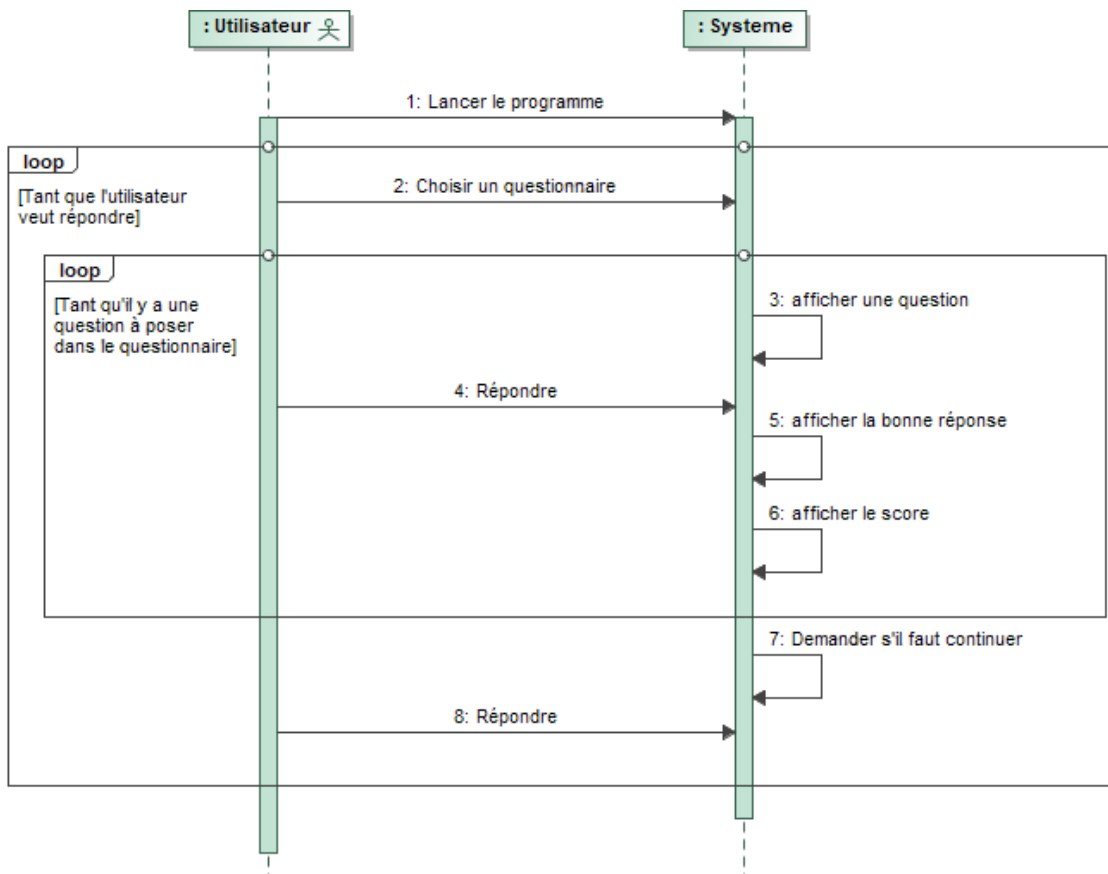 : Utilisateur
: Systeme
1: Lancer le programme
loop
[Tant que l'utilisateur
veut répondre]
2: Choisir un questionnaire
loop
[Tant qu'il y a une
question à poser
dans le questionnaire]
3: afficher une question
4: Répondre
5: afficher la bonne réponse
6: afficher le score
7: Demander s'il faut continuer
8: Répondre